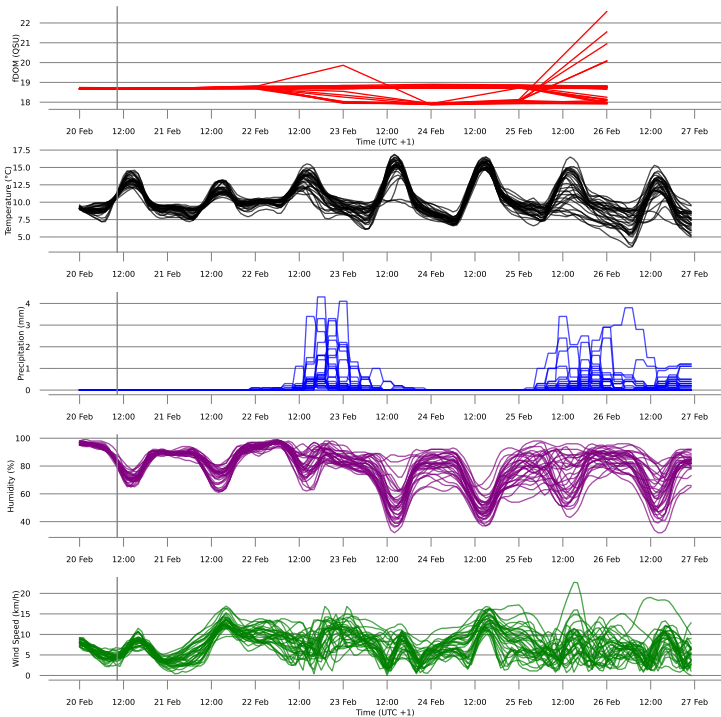 22
21
20
19
18
fDOM (QSU)
20 Feb 12:00 21 Feb 12:00 22 Feb 12:00 23 Feb 12:00 24 Feb 12:00 25 Feb 12:00 26 Feb 12:00 27 Feb
Time (UTC +1)
17.5
15.0
12.5
10.0
7.5
5.0
Temperature (°C)
20 Feb 12:00 21 Feb 12:00 22 Feb 12:00 23 Feb 12:00 24 Feb 12:00 25 Feb 12:00 26 Feb 12:00 27 Feb
4
3
2
1
0
Precipitation (mm)
20 Feb 12:00 21 Feb 12:00 22 Feb 12:00 23 Feb 12:00 24 Feb 12:00 25 Feb 12:00 26 Feb 12:00 27 Feb
100
80
60
40
Humidity (%)
20 Feb 12:00 21 Feb 12:00 22 Feb 12:00 23 Feb 12:00 24 Feb 12:00 25 Feb 12:00 26 Feb 12:00 27 Feb
20
15
10
5
0
Wind Speed (km/h)
20 Feb 12:00 21 Feb 12:00 22 Feb 12:00 23 Feb 12:00 24 Feb 12:00 25 Feb 12:00 26 Feb 12:00 27 Feb
Time (UTC +1)